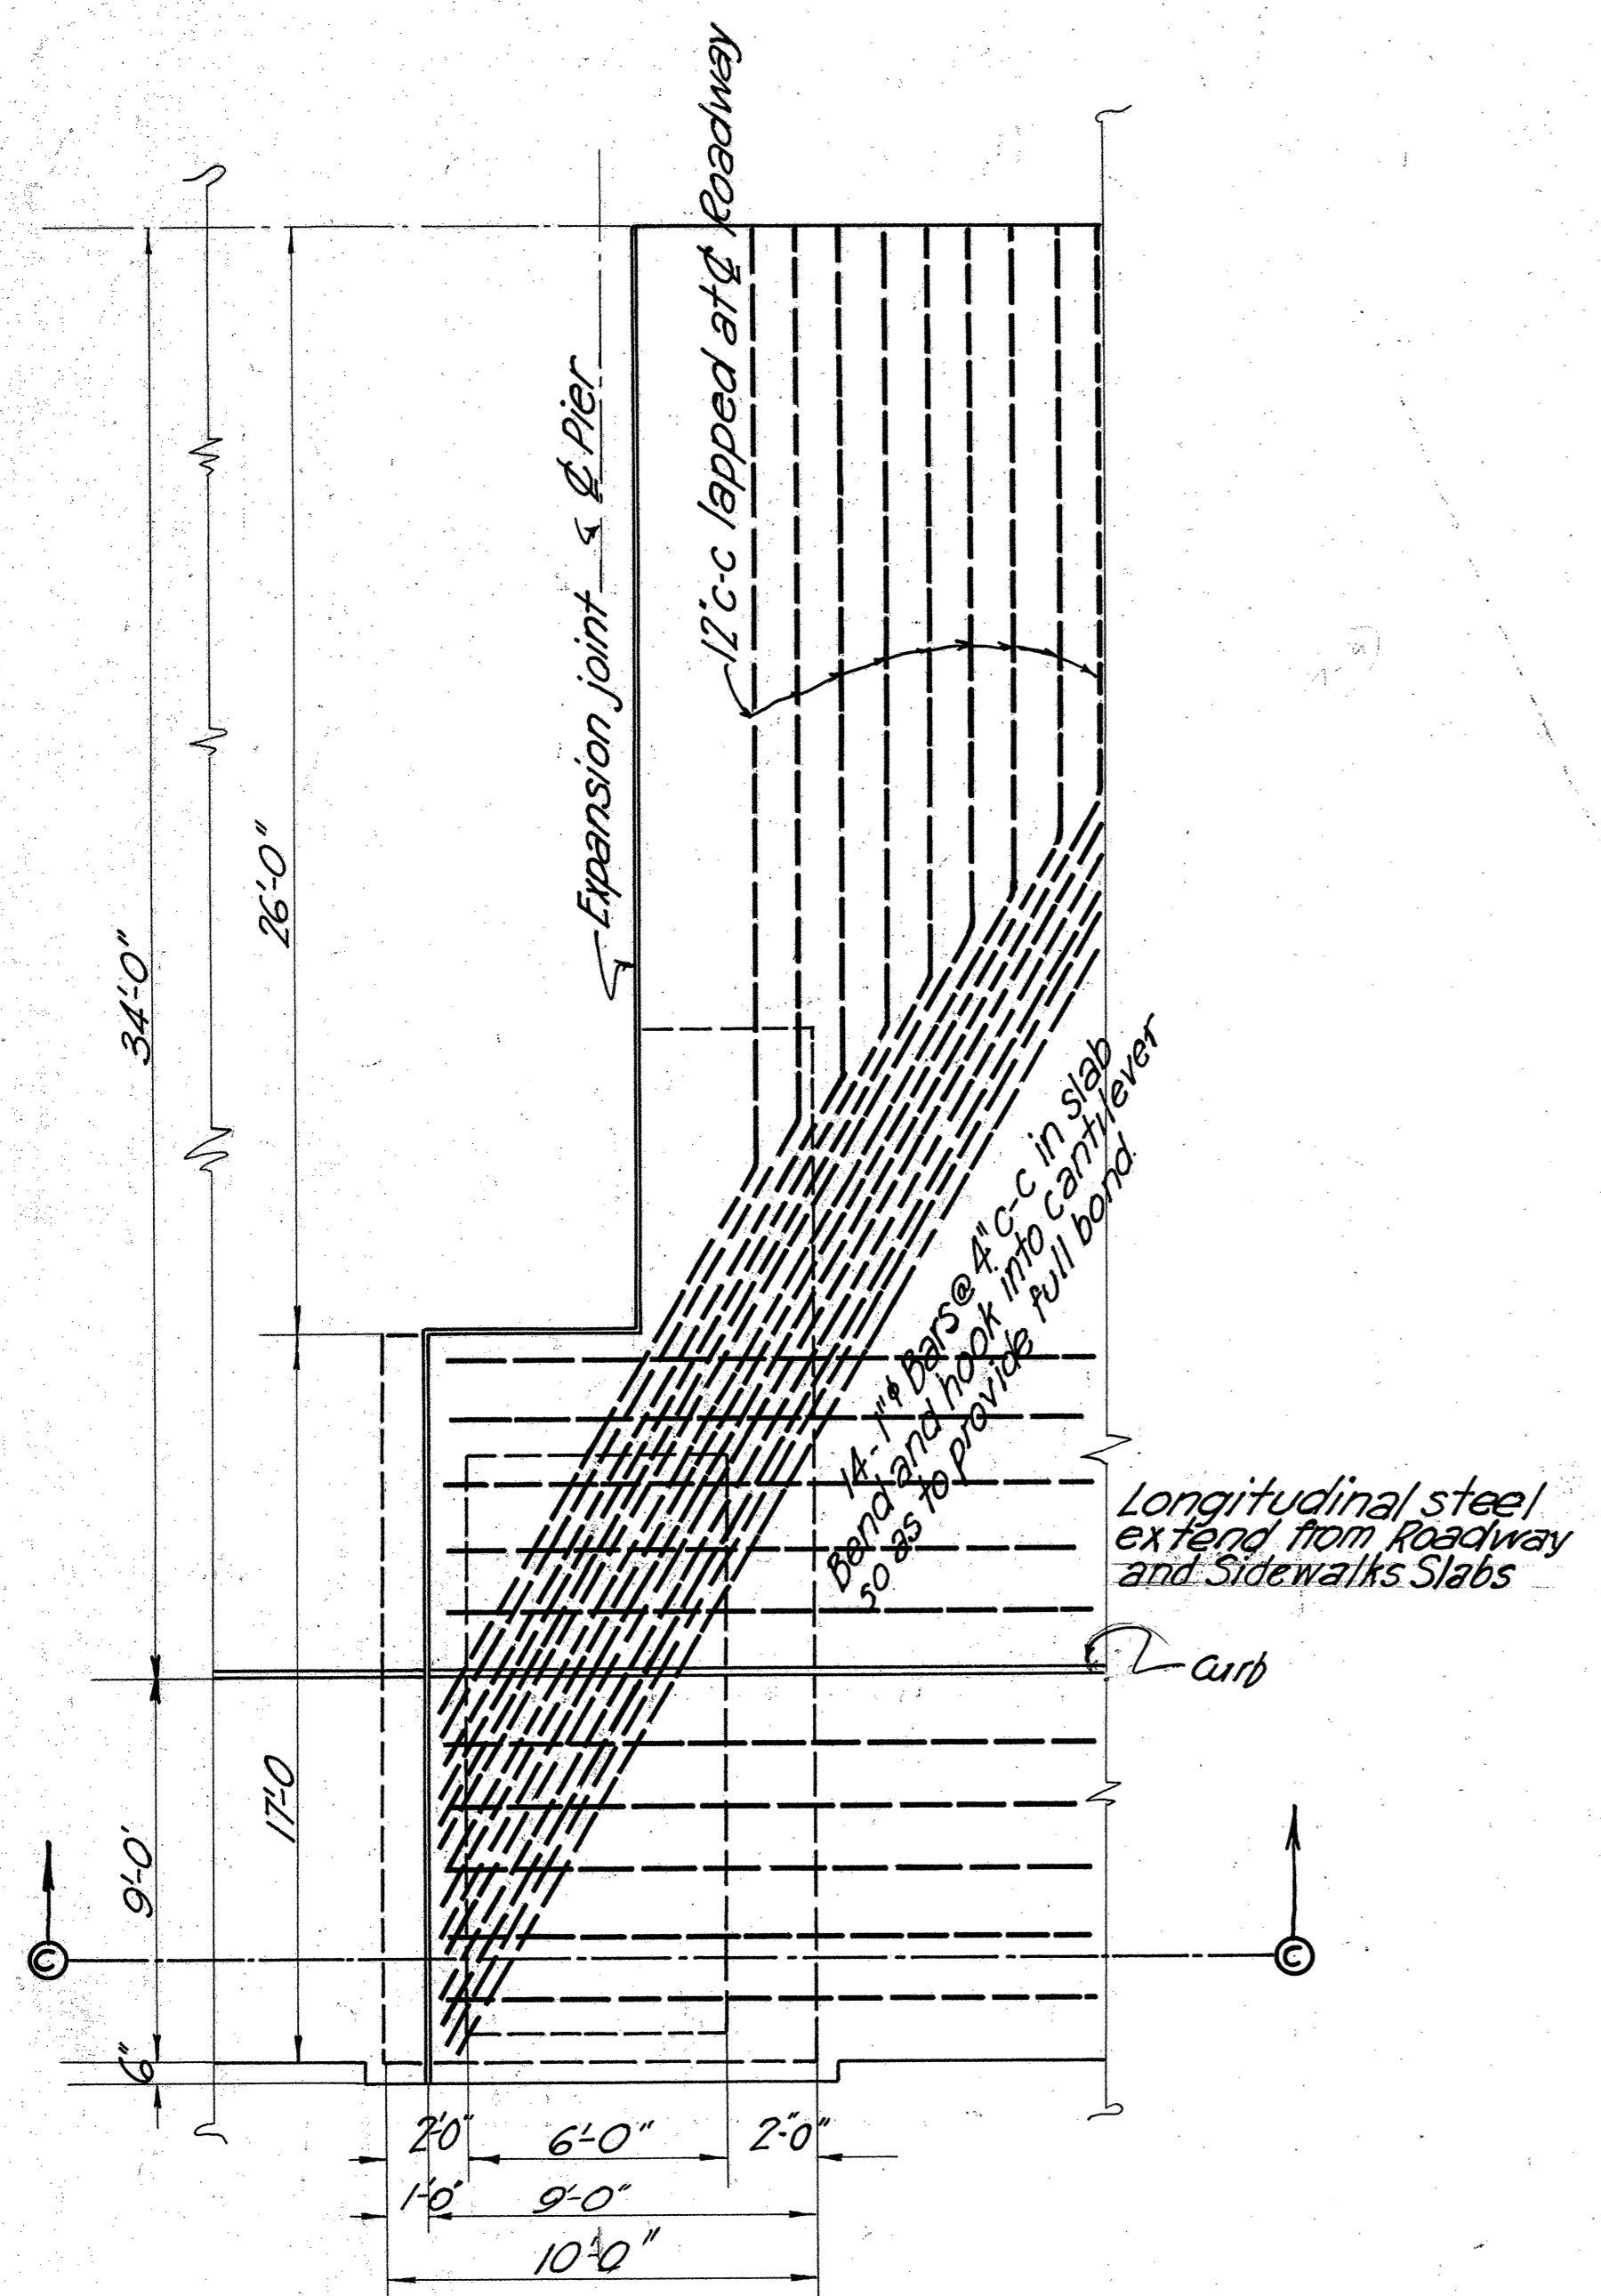 12" c-c lapped at ℄ Roadway
℄ Pier
Expansion joint
34'-0"
26'-0"
14-1"ϕ Bars @ 4" c-c in slab
Bend and hook into cantilever
so as to provide full bond.
Longitudinal steel
extend from Roadway
and Sidewalks Slabs
Curb
17'-0
9'-0'
C
C
6"
2'-0"
6'-0"
2'-0"
1'-0"
9'-0"
10'-0"